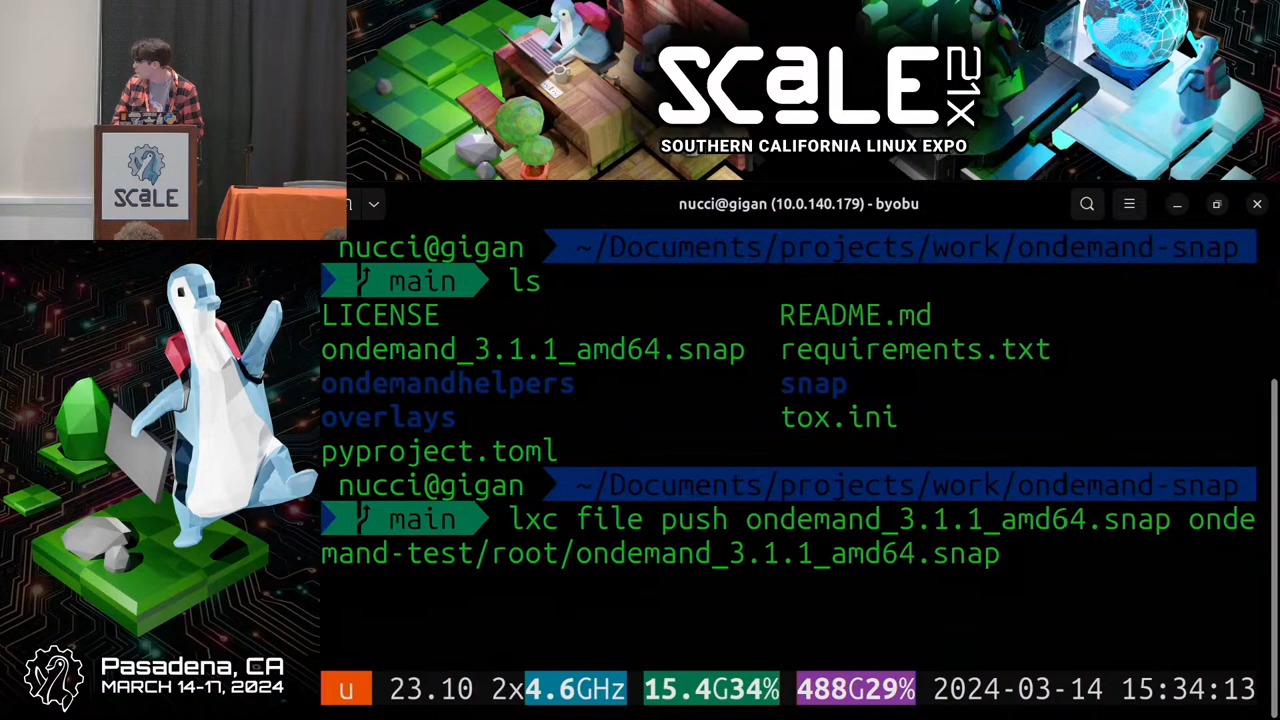 SCALE
21X
SOUTHERN CALIFORNIA LINUX EXPO
SCALE
nucci@gigan (10.0.140.179) - byobu
nucci@gigan ~/Documents/projects/work/ondemand-snap
main ls
LICENSE README.md
ondemand_3.1.1_amd64.snap requirements.txt
ondemandhelpers snap
overlays tox.ini
pyproject.toml
nucci@gigan ~/Documents/projects/work/ondemand-snap
main lxc file push ondemand_3.1.1_amd64.snap onde
mand-test/root/ondemand_3.1.1_amd64.snap
u 23.10 2x4.6GHz 15.4G34% 488G29% 2024-03-14 15:34:13
Pasadena, CA
MARCH 14-17, 2024